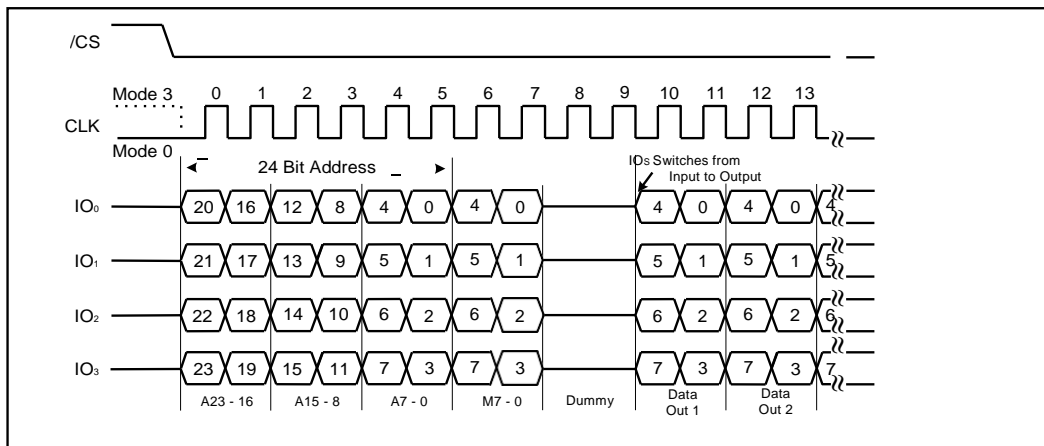 /CS
Mode 3 0 1 2 3 4 5 6 7 8 9 10 11 12 13
CLK
Mode 0
24 Bit Address
IOs Switches from
Input to Output
IO₀ 20 16 12 8 4 0 4 0 4 0 4 0 4
IO₁ 21 17 13 9 5 1 5 1 5 1 5 1 5
IO₂ 22 18 14 10 6 2 6 2 6 2 6 2 6
IO₃ 23 19 15 11 7 3 7 3 7 3 7 3 7
A23 - 16 A15 - 8 A7 - 0 M7 - 0 Dummy Data Data
Out 1 Out 2